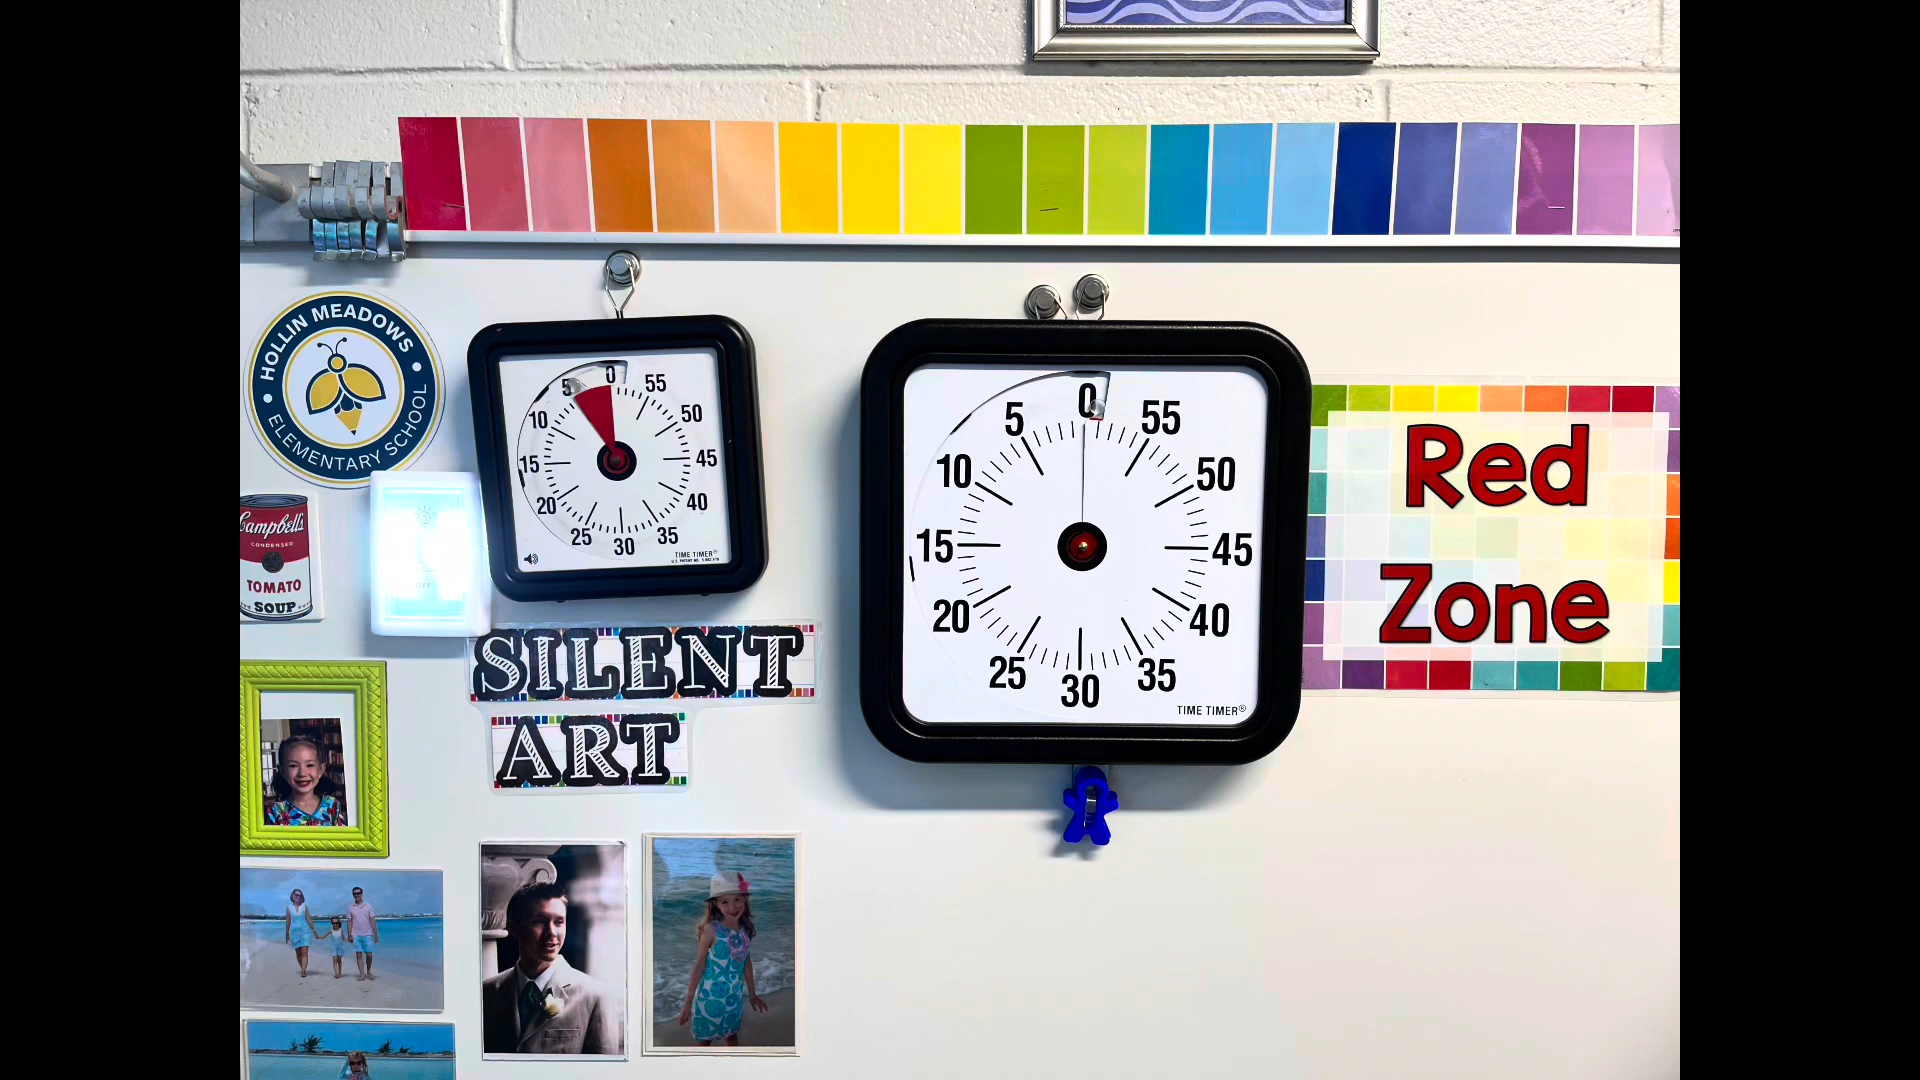 HOLLIN MEADOWS
ELEMENTARY SCHOOL
Campbell's
CONDENSED
TOMATO
SOUP
OFF
0
55
50
45
40
35
30
25
20
15
10
5
TIME TIMER®
SILENT
ART
0
55
50
45
40
35
30
25
20
15
10
5
TIME TIMER®
Red
Zone